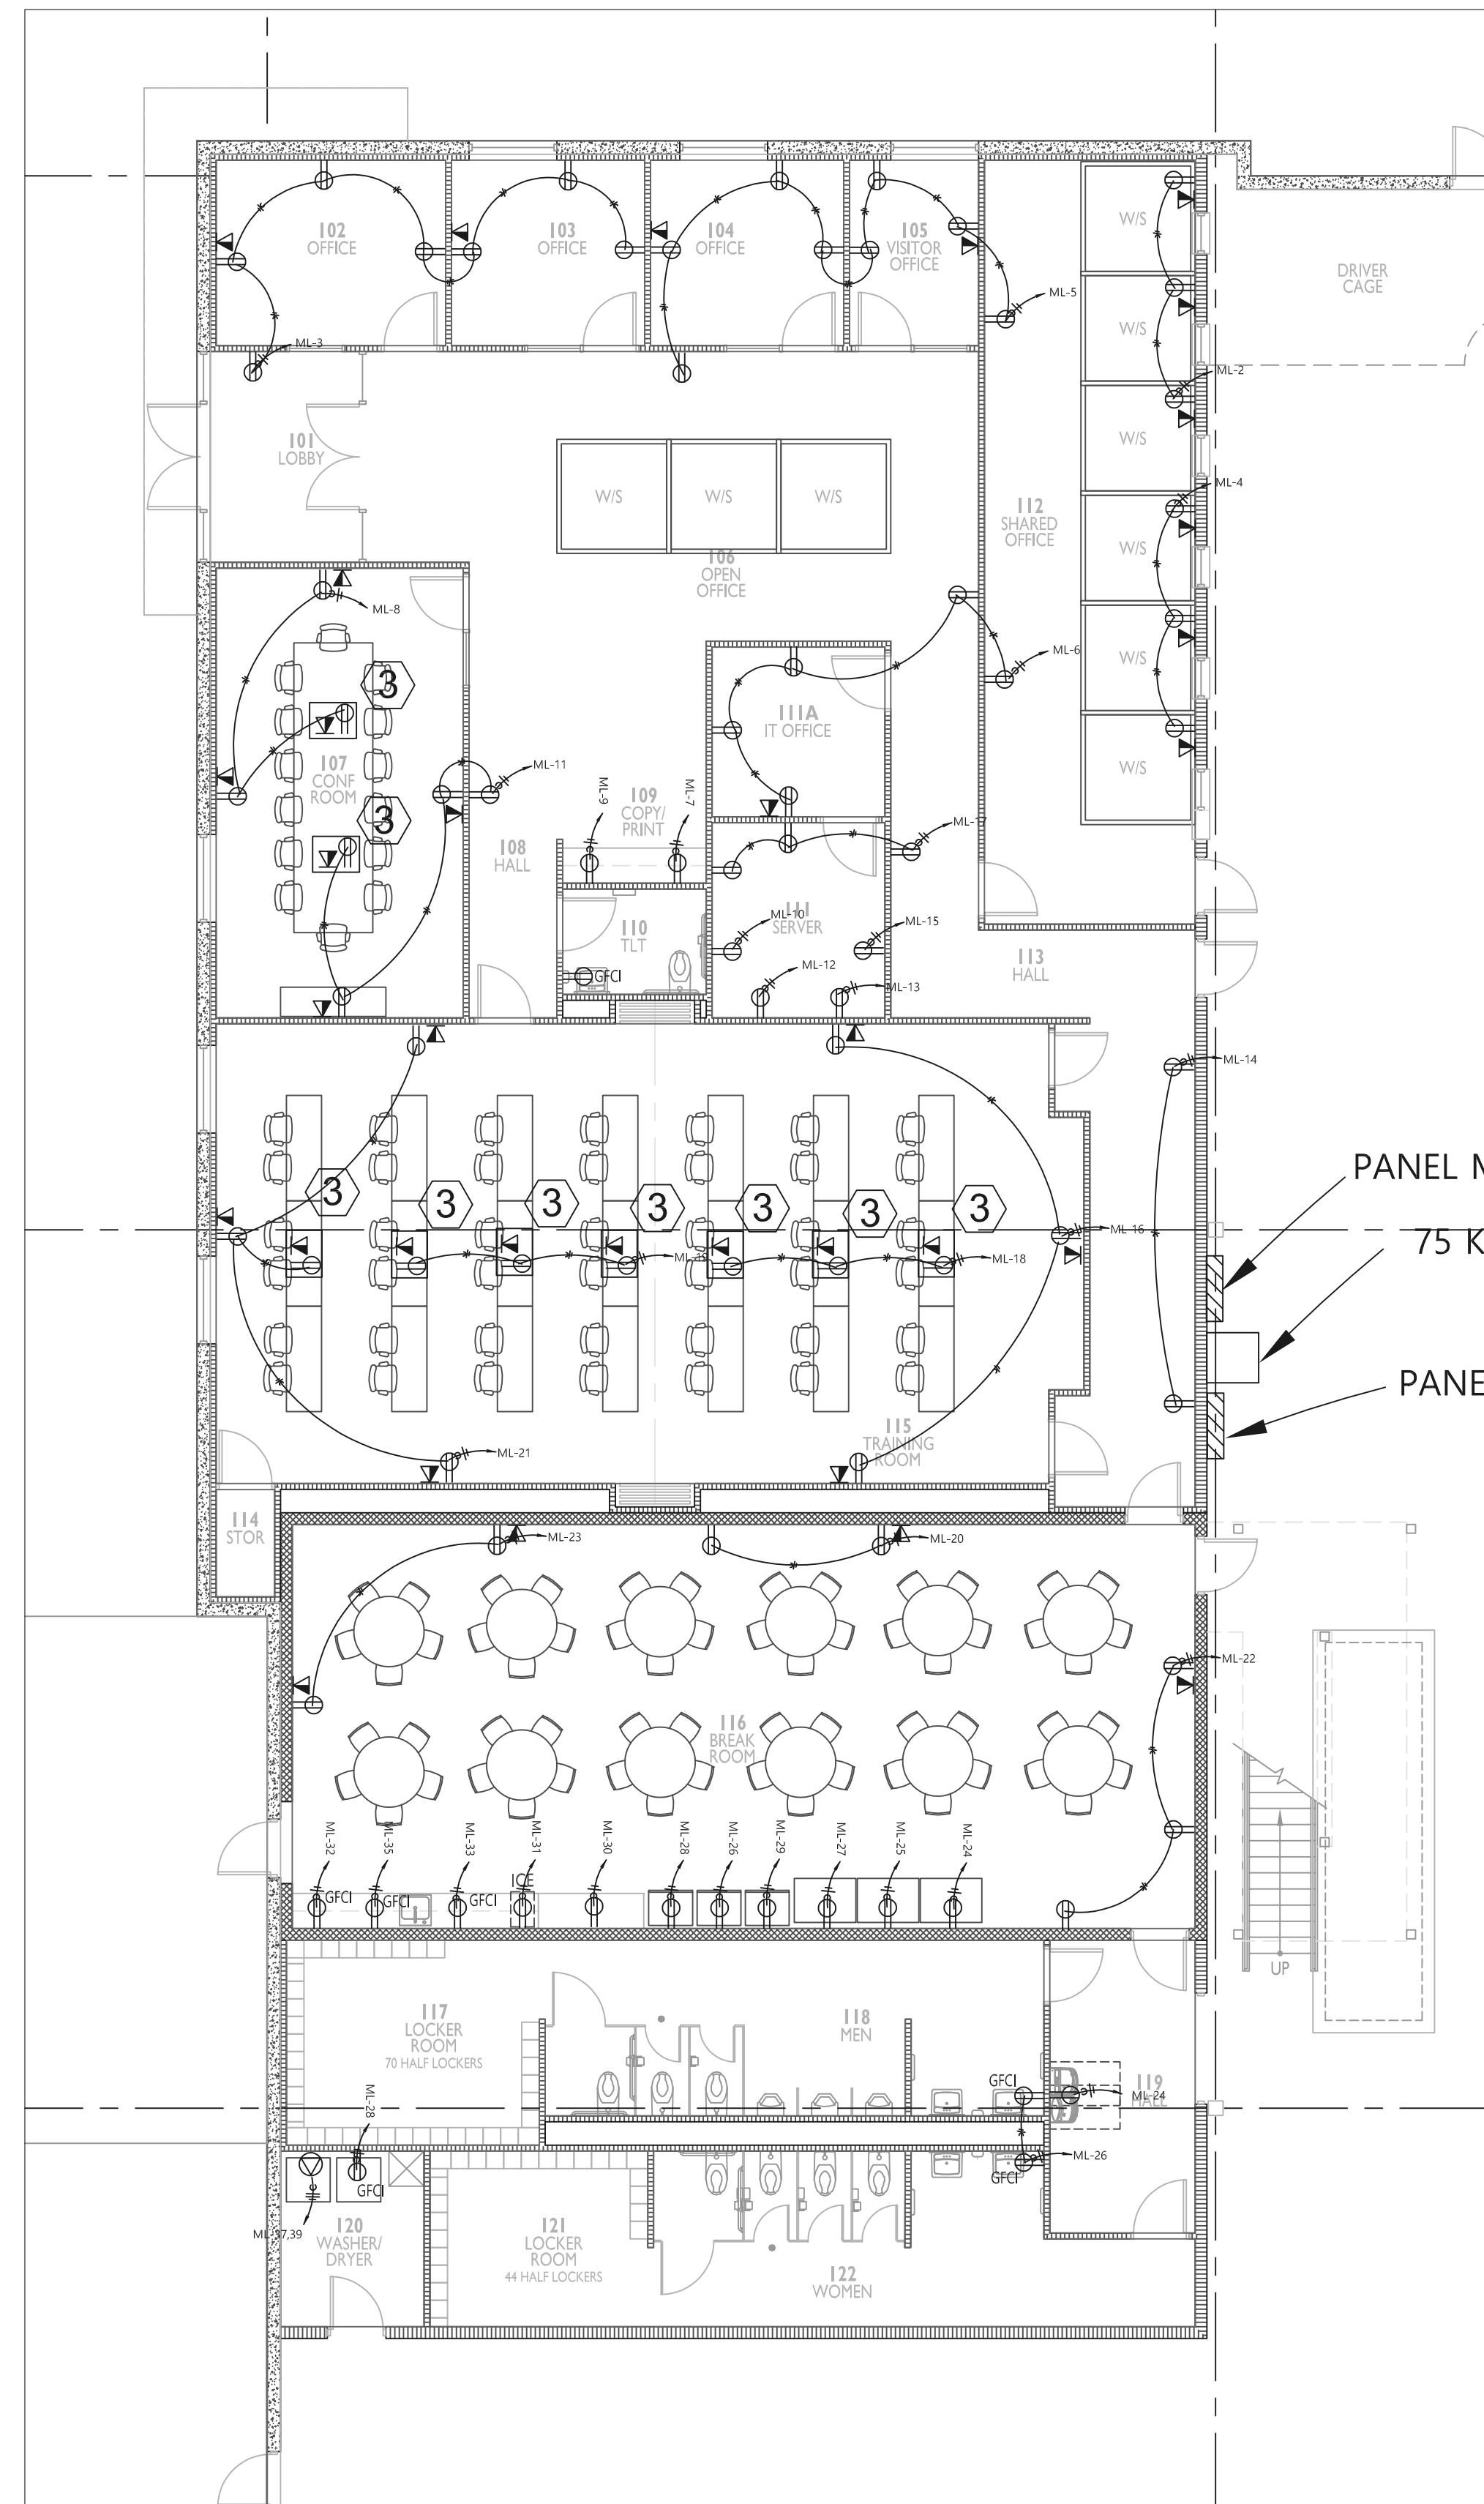 102
OFFICE
103
OFFICE
104
OFFICE
105
VISITOR
OFFICE
W/S
DRIVER
CAGE
ML-5
W/S
ML-3
ML-2
101
LOBBY
W/S
ML-4
W/S
W/S
W/S
112
SHARED
OFFICE
W/S
106
OPEN
OFFICE
ML-8
ML-6
W/S
3
111A
IT OFFICE
107
CONF
ROOM
ML-11
W/S
ML-9
109
COPY/
PRINT
ML-7
3
ML-17
108
HALL
110
TLT
ML-10
111
SERVER
ML-15
GFCI
ML-12
ML-13
113
HALL
ML-14
PANEL M
3
3
3
3
3
3
3
ML-16
75 K
ML-19
ML-18
PANE
115
TRAINING
ROOM
ML-21
114
STOR
ML-23
ML-20
ML-22
116
BREAK
ROOM
ML-32
ML-35
ML-33
ML-31
ML-30
ML-28
ML-26
ML-29
ML-27
ML-25
ML-24
ICE
GFCI
GFCI
GFCI
UP
117
LOCKER
ROOM
70 HALF LOCKERS
118
MEN
GFCI
119
HALL
ML-24
ML-28
ML-26
GFCI
GFCI
ML-37,39
120
WASHER/
DRYER
121
LOCKER
ROOM
44 HALF LOCKERS
122
WOMEN